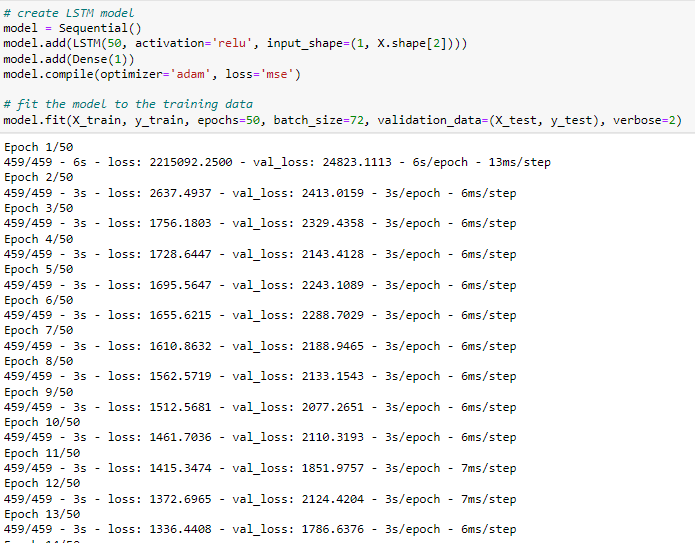 # create LSTM model
model = Sequential()
model.add(LSTM(50, activation='relu', input_shape=(1, X.shape[2])))
model.add(Dense(1))
model.compile(optimizer='adam', loss='mse')
# fit the model to the training data
model.fit(X_train, y_train, epochs=50, batch_size=72, validation_data=(X_test, y_test), verbose=2)
Epoch 1/50
459/459 - 6s - loss: 2215092.2500 - val_loss: 24823.1113 - 6s/epoch - 13ms/step
Epoch 2/50
459/459 - 3s - loss: 2637.4937 - val_loss: 2413.0159 - 3s/epoch - 6ms/step
Epoch 3/50
459/459 - 3s - loss: 1756.1803 - val_loss: 2329.4358 - 3s/epoch - 6ms/step
Epoch 4/50
459/459 - 3s - loss: 1728.6447 - val_loss: 2143.4128 - 3s/epoch - 6ms/step
Epoch 5/50
459/459 - 3s - loss: 1695.5647 - val_loss: 2243.1089 - 3s/epoch - 6ms/step
Epoch 6/50
459/459 - 3s - loss: 1655.6215 - val_loss: 2288.7029 - 3s/epoch - 6ms/step
Epoch 7/50
459/459 - 3s - loss: 1610.8632 - val_loss: 2188.9465 - 3s/epoch - 6ms/step
Epoch 8/50
459/459 - 3s - loss: 1562.5719 - val_loss: 2133.1543 - 3s/epoch - 6ms/step
Epoch 9/50
459/459 - 3s - loss: 1512.5681 - val_loss: 2077.2651 - 3s/epoch - 6ms/step
Epoch 10/50
459/459 - 3s - loss: 1461.7036 - val_loss: 2110.3193 - 3s/epoch - 6ms/step
Epoch 11/50
459/459 - 3s - loss: 1415.3474 - val_loss: 1851.9757 - 3s/epoch - 7ms/step
Epoch 12/50
459/459 - 3s - loss: 1372.6965 - val_loss: 2124.4204 - 3s/epoch - 7ms/step
Epoch 13/50
459/459 - 3s - loss: 1336.4408 - val_loss: 1786.6376 - 3s/epoch - 6ms/step